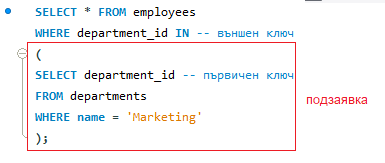 SELECT * FROM employees
WHERE department_id IN -- външен ключ
(
SELECT department_id -- първичен ключ
FROM departments
WHERE name = 'Marketing'
);
подзаявка